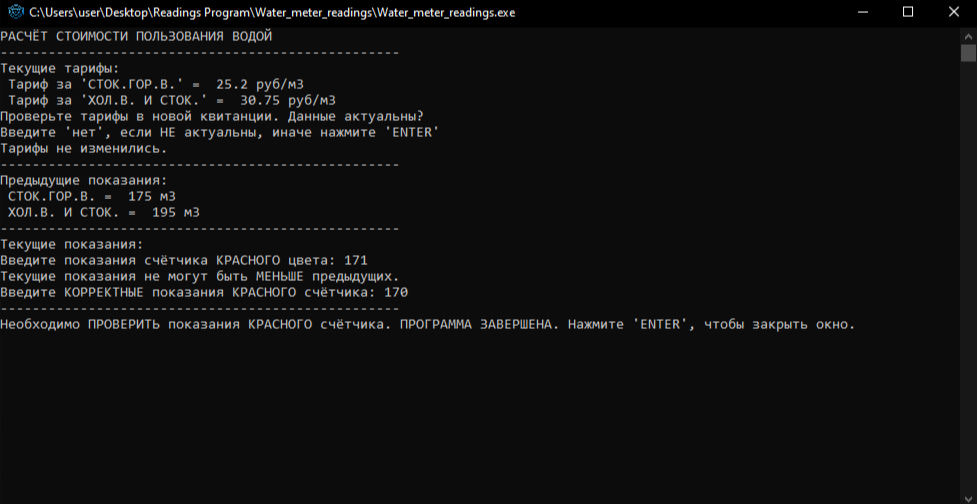 C:\Users\user\Desktop\Readings Program\Water_meter_readings\Water_meter_readings.exe
РАСЧЁТ СТОИМОСТИ ПОЛЬЗОВАНИЯ ВОДОЙ
--------------------------------------------------
Текущие тарифы:
 Тариф за 'СТОК.ГОР.В.' =  25.2 руб/м3
 Тариф за 'ХОЛ.В. И СТОК.' =  30.75 руб/м3
Проверьте тарифы в новой квитанции. Данные актуальны?
Введите 'нет', если НЕ актуальны, иначе нажмите 'ENTER'
Тарифы не изменились.
--------------------------------------------------
Предыдущие показания:
 СТОК.ГОР.В. =  175 м3
 ХОЛ.В. И СТОК. =  195 м3
--------------------------------------------------
Текущие показания:
Введите показания счётчика КРАСНОГО цвета: 171
Текущие показания не могут быть МЕНЬШЕ предыдущих.
Введите КОРРЕКТНЫЕ показания КРАСНОГО счётчика: 170
--------------------------------------------------
Необходимо ПРОВЕРИТЬ показания КРАСНОГО счётчика. ПРОГРАММА ЗАВЕРШЕНА. Нажмите 'ENTER', чтобы закрыть окно.